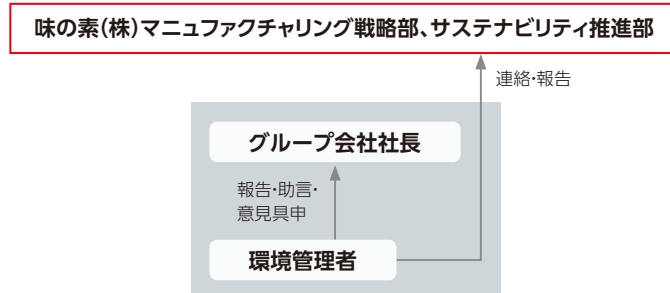 味の素(株)マニュファクチャリング戦略部、サステナビリティ推進部
連絡・報告
グループ会社社長
報告・助言・
意見具申
環境管理者